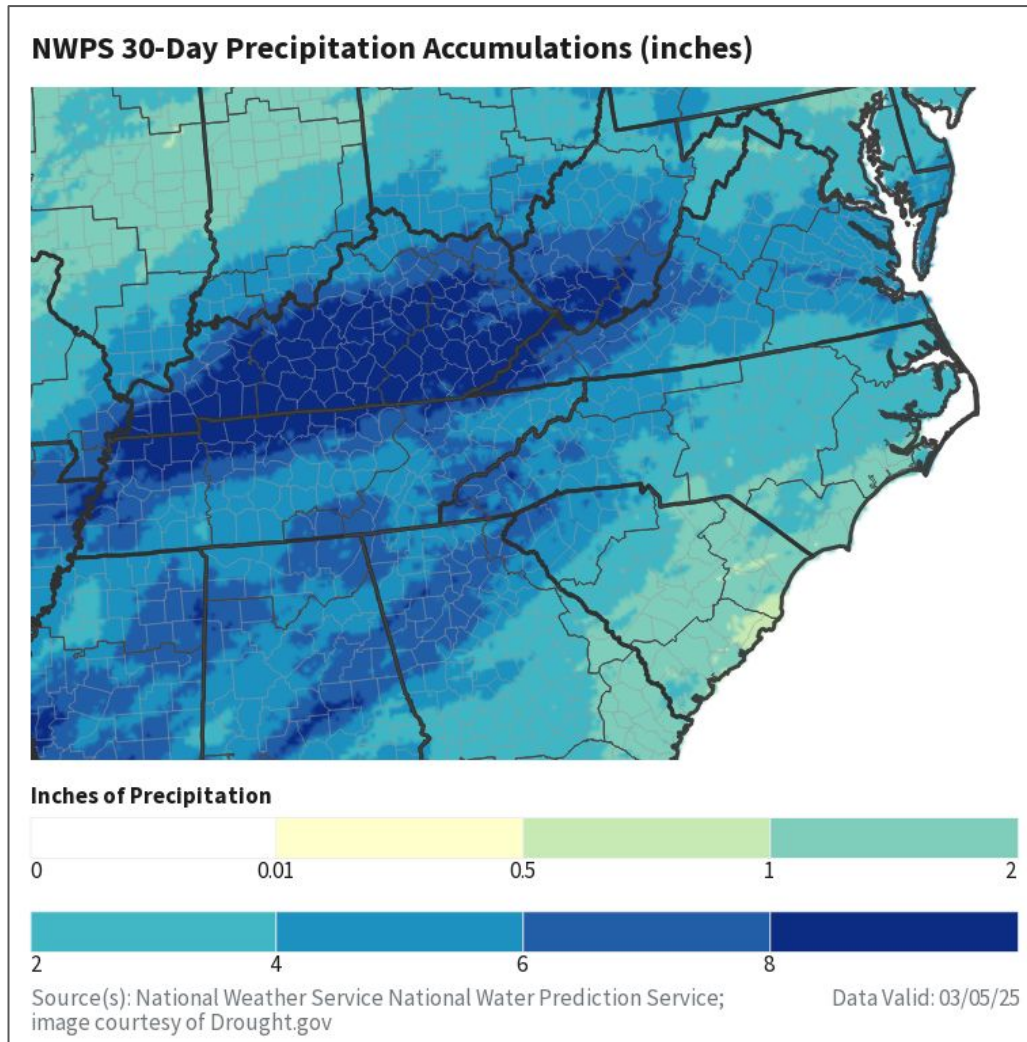 NWPS 30-Day Precipitation Accumulations (inches)
Inches of Precipitation
0 0.01 0.5 1 2
2 4 6 8
Source(s): National Weather Service National Water Prediction Service; Data Valid: 03/05/25
image courtesy of Drought.gov